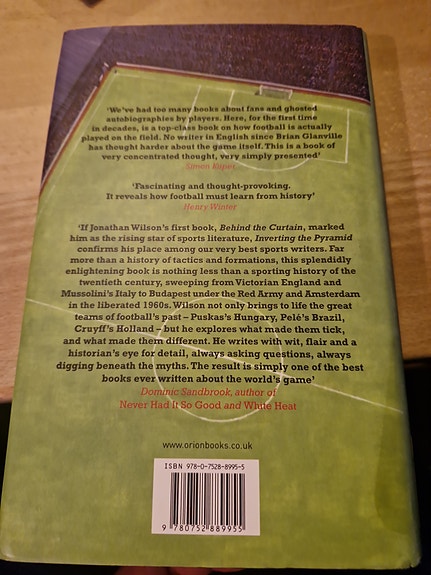 ‘We’ve had too many books about fans and ghosted
autobiographies by players. Here, for the first time
in decades, is a top-class book on how football is actually
played on the field. No writer in English since Brian Glanville
has thought harder about the game itself. This is a book of
very concentrated thought, very simply presented’
Simon Kuper
‘Fascinating and thought-provoking.
It reveals how football must learn from history’
Henry Winter
‘If Jonathan Wilson’s first book, Behind the Curtain, marked
him as the rising star of sports literature, Inverting the Pyramid
confirms his place among our very best sports writers. Far
more than a history of tactics and formations, this splendidly
enlightening book is nothing less than a sporting history of the
twentieth century, sweeping from Victorian England and
Mussolini’s Italy to Budapest under the Red Army and Amsterdam
in the liberated 1960s. Wilson not only brings to life the great
teams of football’s past – Puskas’s Hungary, Pelé’s Brazil,
Cruyff’s Holland – but he explores what made them tick,
and what made them different. He writes with wit, flair and a
historian’s eye for detail, always asking questions, always
digging beneath the myths. The result is simply one of the best
books ever written about the world’s game’
Dominic Sandbrook, author of
Never Had It So Good and White Heat
www.orionbooks.co.uk
ISBN 978-0-7528-8995-5
9 780752 889955